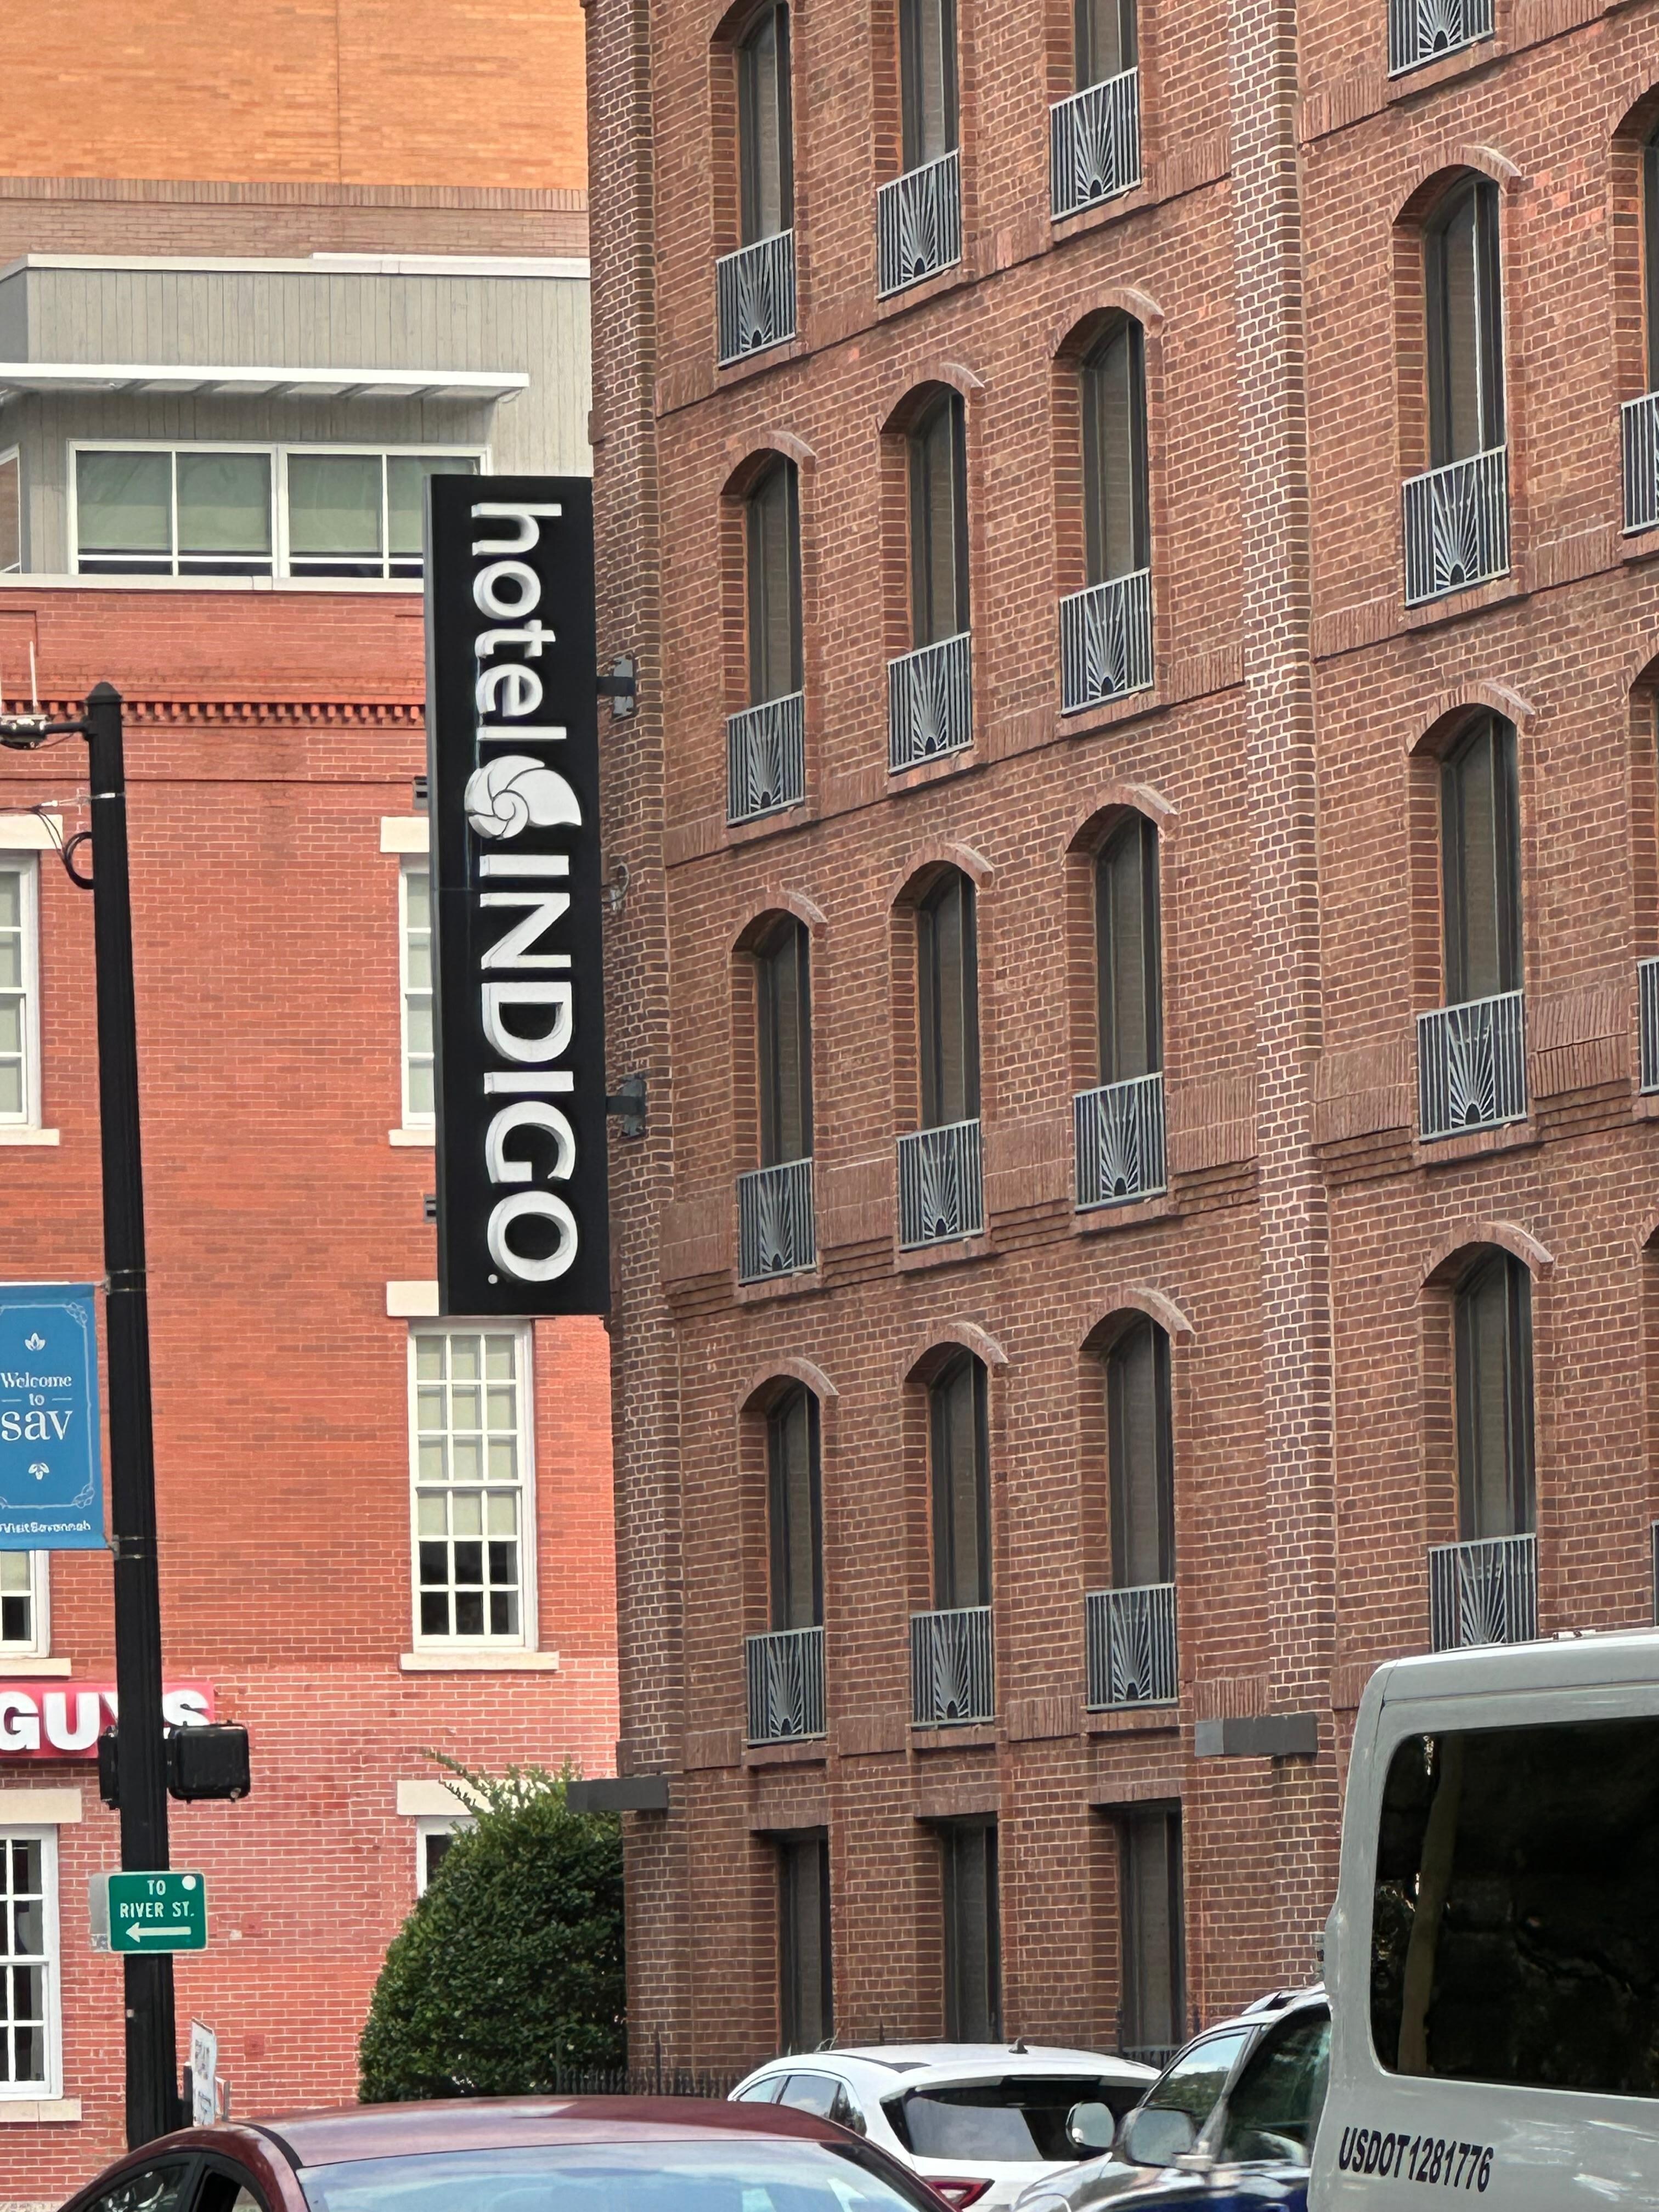 hotel INDIGO
Welcome
to
sav
VisitSavannah
GUYS
TO
RIVER ST.
USDOT1281776